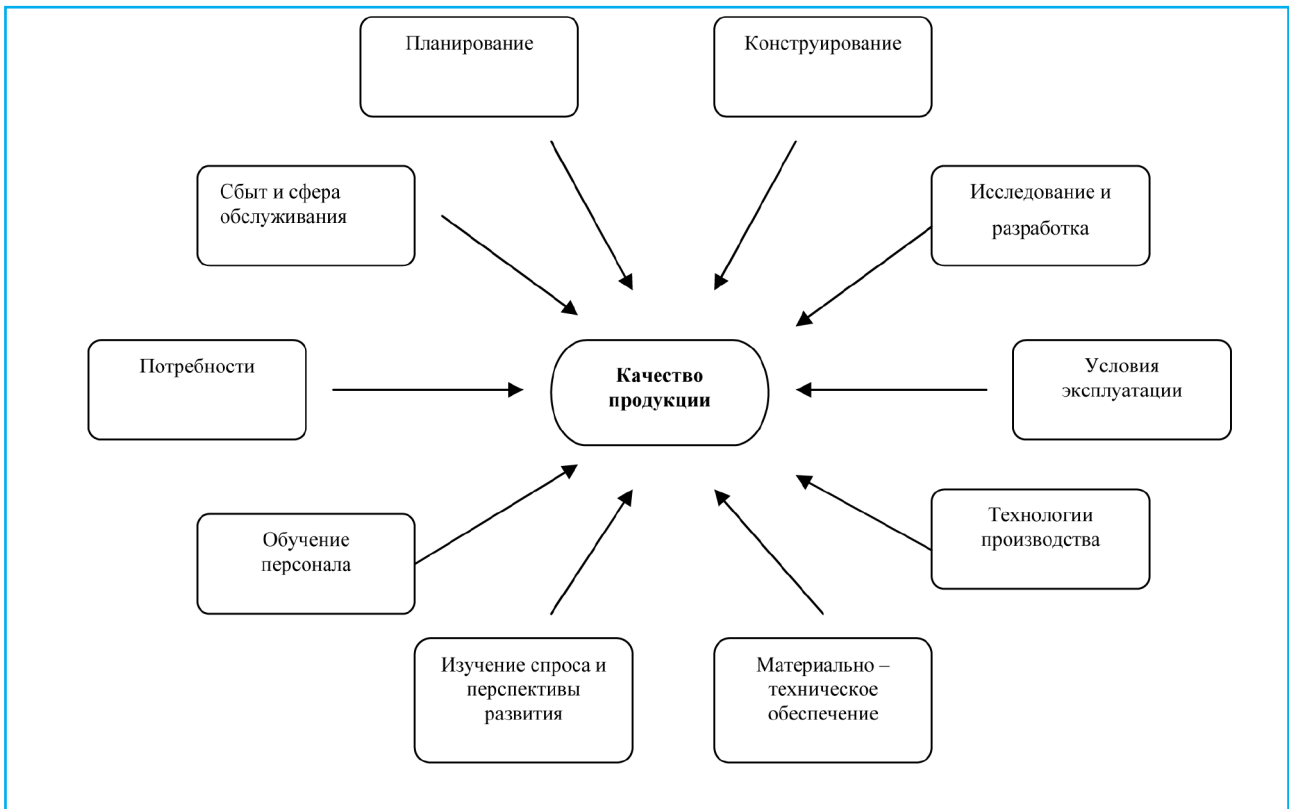 Планирование
Конструирование
Сбыт и сфера
обслуживания
Исследование и
разработка
Потребности
Качество
продукции
Условия
эксплуатации
Обучение
персонала
Технологии
производства
Изучение спроса и
перспективы
развития
Материально –
техническое
обеспечение